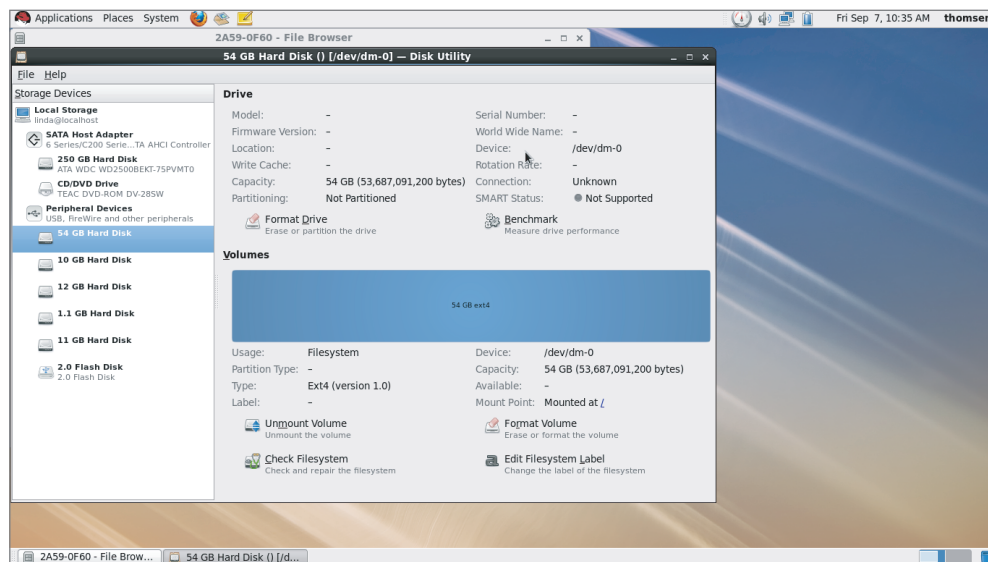 Applications Places System Fri Sep 7, 10:35 AM thomser
2A59-0F60 - File Browser
54 GB Hard Disk () [/dev/dm-0] — Disk Utility
File Help
Storage Devices
Local Storage
linda@localhost
SATA Host Adapter
6 Series/C200 Serie...TA AHCI Controller
250 GB Hard Disk
ATA WDC WD2500BEKT-75PVMT0
CD/DVD Drive
TEAC DVD-ROM DV-28SW
Peripheral Devices
USB, FireWire and other peripherals
54 GB Hard Disk
10 GB Hard Disk
12 GB Hard Disk
1.1 GB Hard Disk
11 GB Hard Disk
2.0 Flash Disk
2.0 Flash Disk
Drive
Model: – Serial Number: –
Firmware Version: – World Wide Name: –
Location: – Device: /dev/dm-0
Write Cache: – Rotation Rate: –
Capacity: 54 GB (53,687,091,200 bytes) Connection: Unknown
Partitioning: Not Partitioned SMART Status: Not Supported
Format Drive Benchmark
Erase or partition the drive Measure drive performance
Volumes
54 GB ext4
Usage: Filesystem Device: /dev/dm-0
Partition Type: – Capacity: 54 GB (53,687,091,200 bytes)
Type: Ext4 (version 1.0) Available: –
Label: – Mount Point: Mounted at /
Unmount Volume Format Volume
Unmount the volume Erase or format the volume
Check Filesystem Edit Filesystem Label
Check and repair the filesystem Change the label of the filesystem
2A59-0F60 - File Brow... 54 GB Hard Disk () [/d...